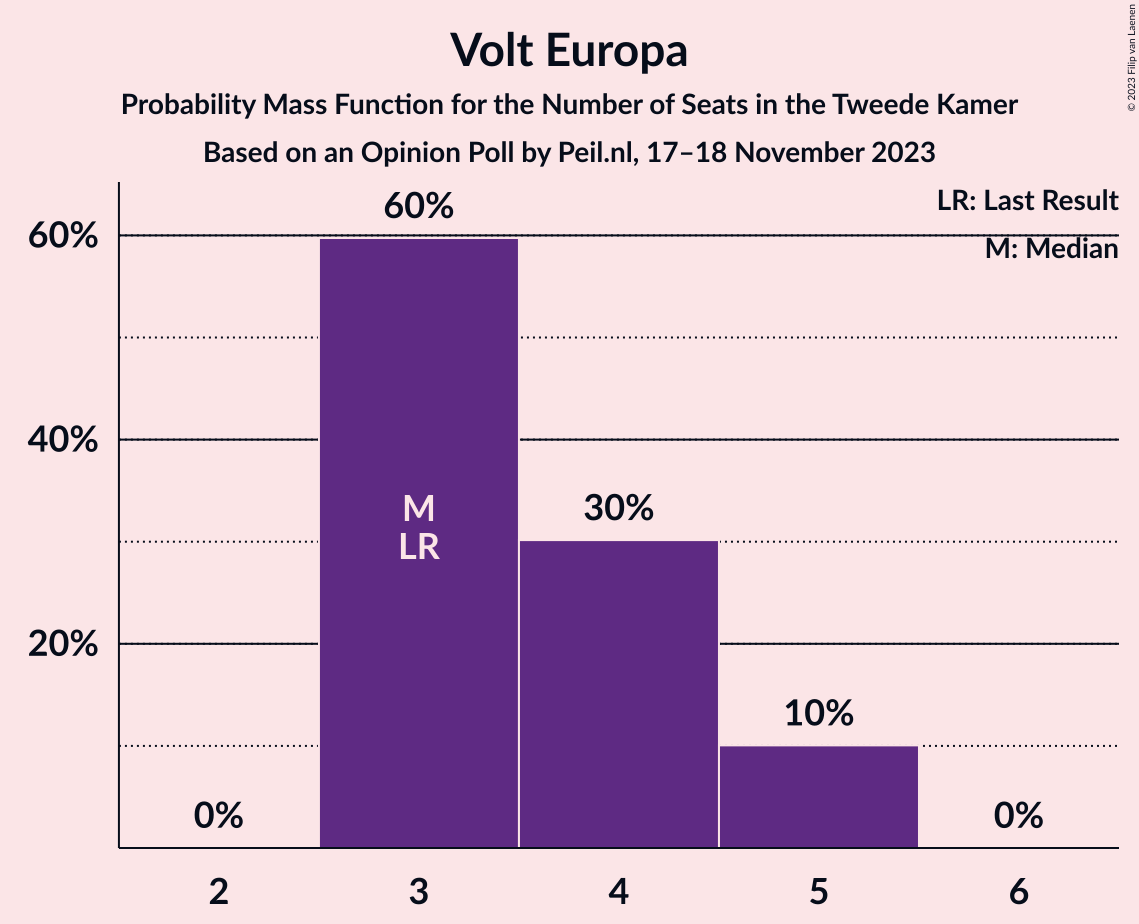 Volt Europa
Probability Mass Function for the Number of Seats in the Tweede Kamer
Based on an Opinion Poll by Peil.nl, 17–18 November 2023
© 2023 Filip van Laenen
LR: Last Result
M: Median
60%
40%
20%
0%
60%
M
LR
30%
10%
0%
2
3
4
5
6